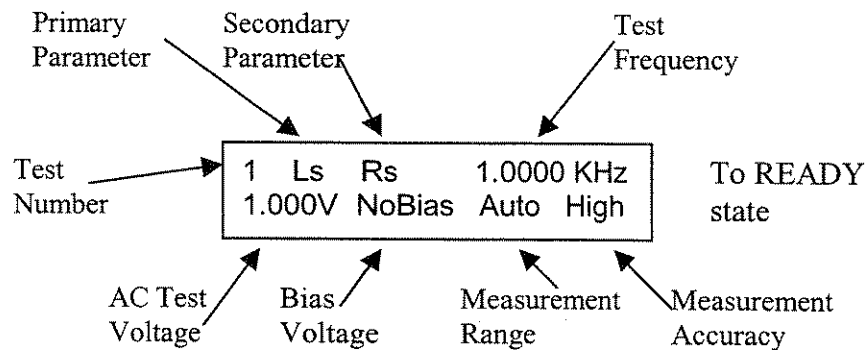 Primary
Parameter
Secondary
Parameter
Test
Frequency
Test
Number
1 Ls Rs 1.0000 KHz
1.000V NoBias Auto High
To READY
state
AC Test
Voltage
Bias
Voltage
Measurement
Range
Measurement
Accuracy